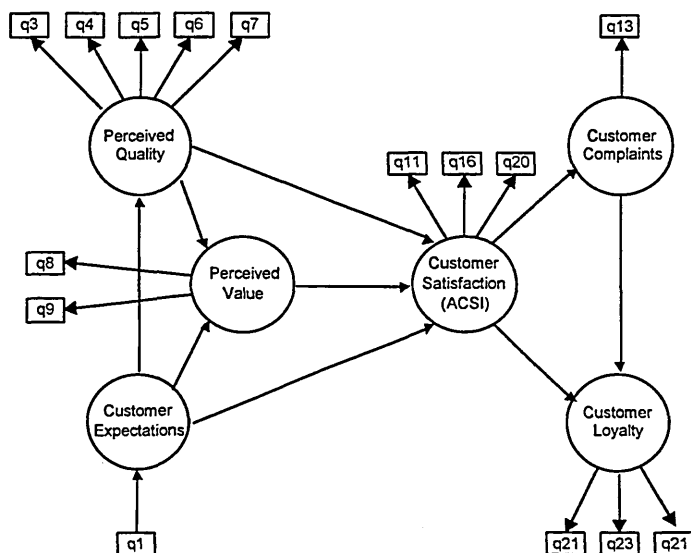 q3 q4 q5 q6 q7
q13
Perceived
Quality
Customer
Complaints
q11 q16 q20
q8
q9
Perceived
Value
Customer
Satisfaction
(ACSI)
Customer
Expectations
Customer
Loyalty
q1
q21 q23 q21